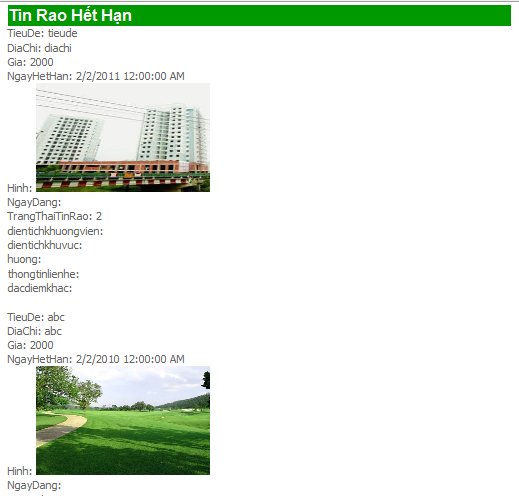 Tin Rao Hết Hạn
TieuDe: tieude
DiaChi: diachi
Gia: 2000
NgayHetHan: 2/2/2011 12:00:00 AM
Hinh:
NgayDang:
TrangThaiTinRao: 2
dientichkhuongvien:
dientichkhuvuc:
huong:
thongtinlienhe:
dacdiemkhac:
TieuDe: abc
DiaChi: abc
Gia: 2000
NgayHetHan: 2/2/2010 12:00:00 AM
Hinh:
NgayDang: